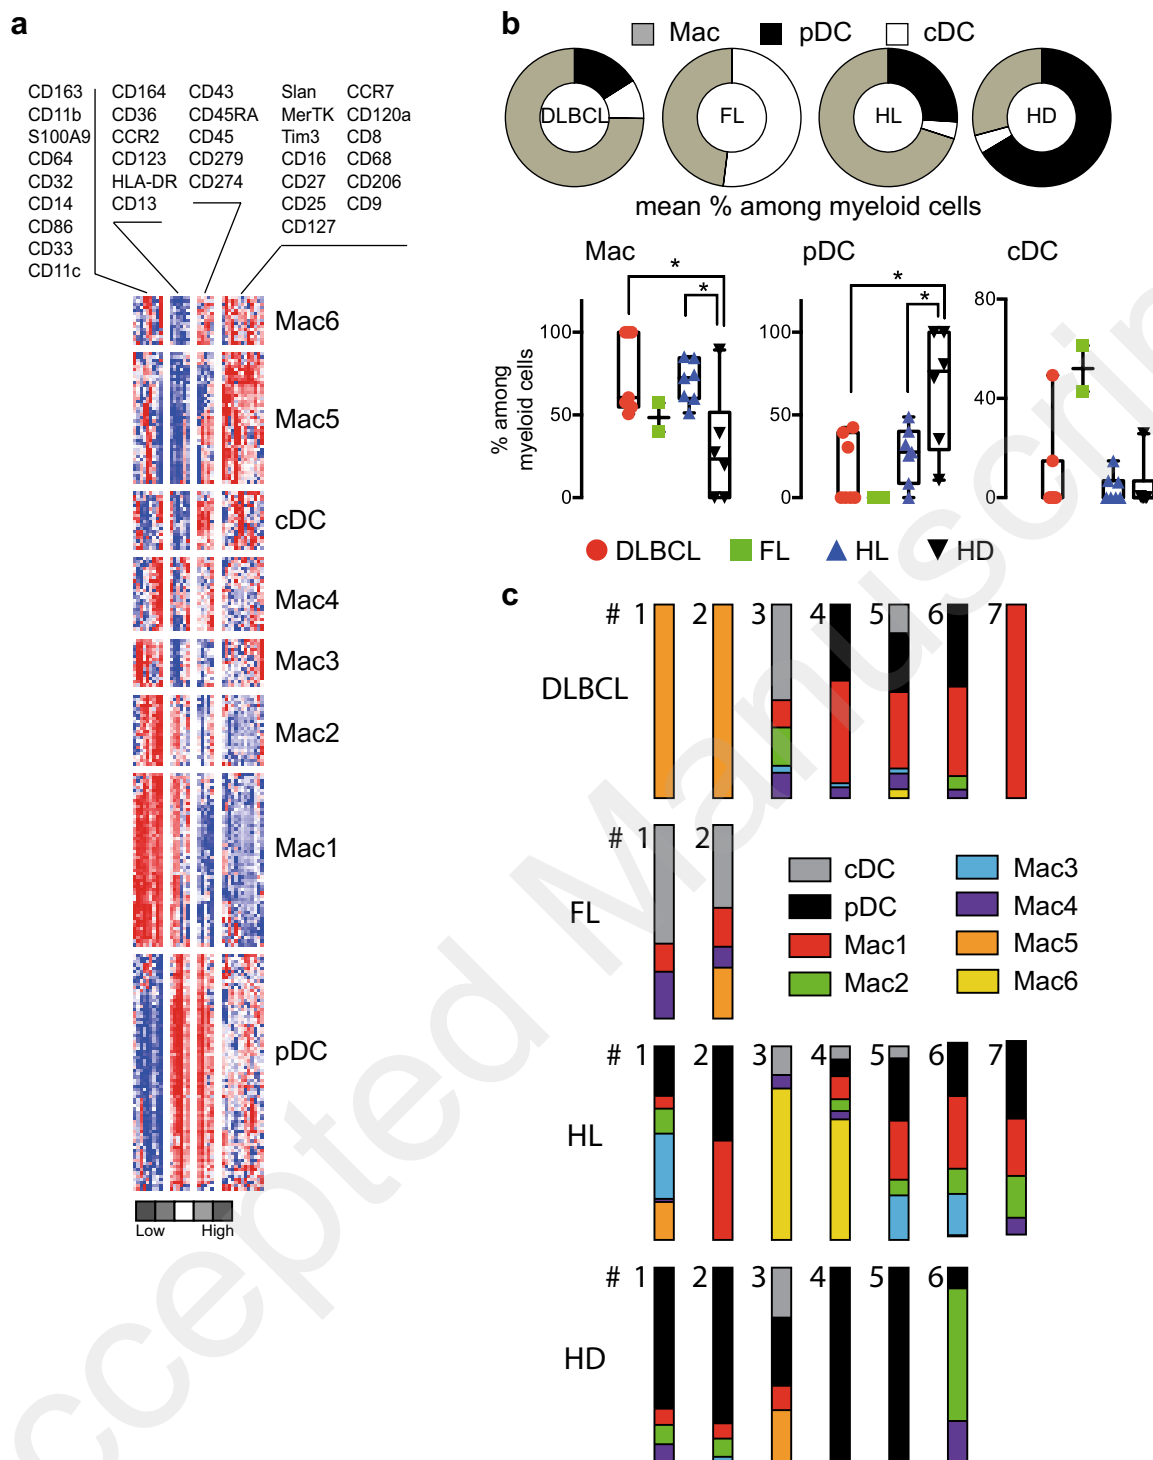 a
CD163 CD164 CD43 Slan CCR7
CD11b CD36 CD45RA MerTK CD120a
S100A9 CCR2 CD45 Tim3 CD8
CD64 CD123 CD279 CD16 CD68
CD32 HLA-DR CD274 CD27 CD206
CD14 CD13 CD25 CD9
CD86 CD127
CD33
CD11c
Mac6
Mac5
cDC
Mac4
Mac3
Mac2
Mac1
pDC
Low High
b
Mac pDC cDC
DLBCL FL HL HD
mean % among myeloid cells
Mac pDC cDC
* *
* *
80
100 100
40
50 50
0 0 0
% among
myeloid cells
DLBCL FL HL HD
c
# 1 2 3 4 5 6 7
DLBCL
# 1 2
FL
cDC Mac3
pDC Mac4
Mac1 Mac5
Mac2 Mac6
# 1 2 3 4 5 6 7
HL
# 1 2 3 4 5 6
HD
ccepted Manuscrip